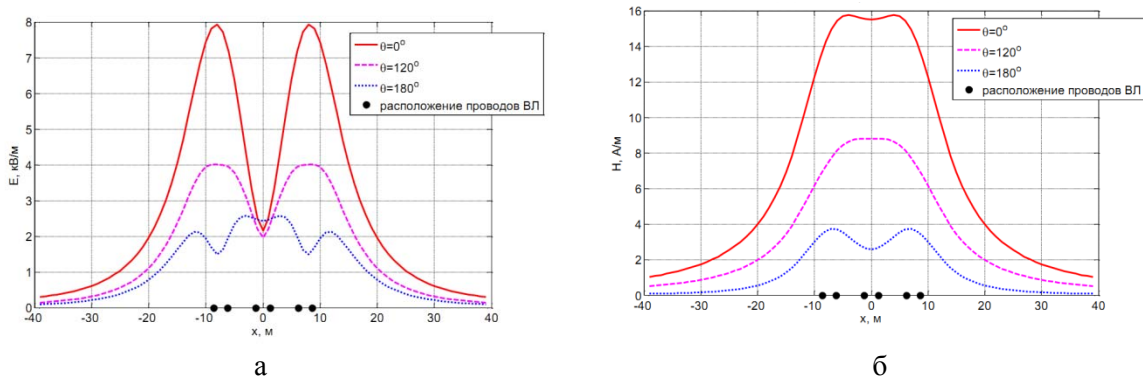 8
7
6
5
4
3
2
1
0
E, кВ/м
-40 -30 -20 -10 0 10 20 30 40
x, м
θ=0°
θ=120°
θ=180°
расположение проводов ВЛ
а
16
14
12
10
8
6
4
2
0
H, А/м
-40 -30 -20 -10 0 10 20 30 40
x, м
θ=0°
θ=120°
θ=180°
расположение проводов ВЛ
б